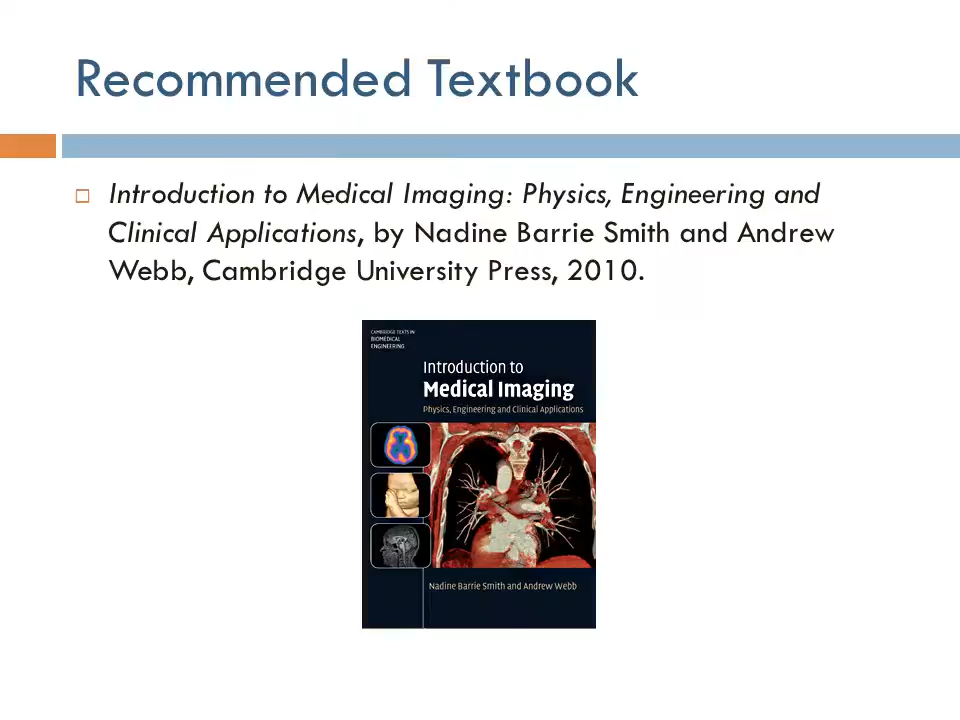 Recommended Textbook
Introduction to Medical Imaging: Physics, Engineering and
Clinical Applications, by Nadine Barrie Smith and Andrew
Webb, Cambridge University Press, 2010.
CAMBRIDGE TEXTS IN
BIOMEDICAL
ENGINEERING
Introduction to
Medical Imaging
Physics, Engineering and Clinical Applications
Nadine Barrie Smith and Andrew Webb